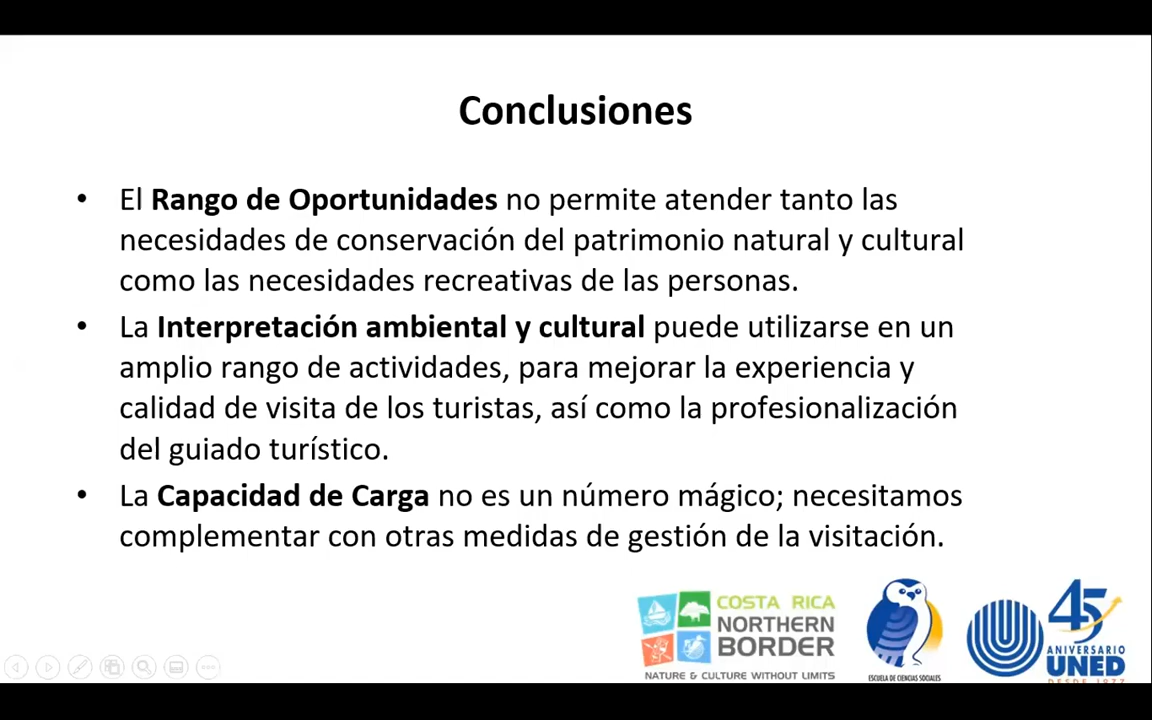 Conclusiones
• El Rango de Oportunidades no permite atender tanto las
necesidades de conservación del patrimonio natural y cultural
como las necesidades recreativas de las personas.
• La Interpretación ambiental y cultural puede utilizarse en un
amplio rango de actividades, para mejorar la experiencia y
calidad de visita de los turistas, así como la profesionalización
del guiado turístico.
• La Capacidad de Carga no es un número mágico; necesitamos
complementar con otras medidas de gestión de la visitación.
COSTA RICA
NORTHERN
BORDER
NATURE & CULTURE WITHOUT LIMITS
ESCUELA DE CIENCIAS SOCIALES
45
ANIVERSARIO
UNED
DESDE 1977